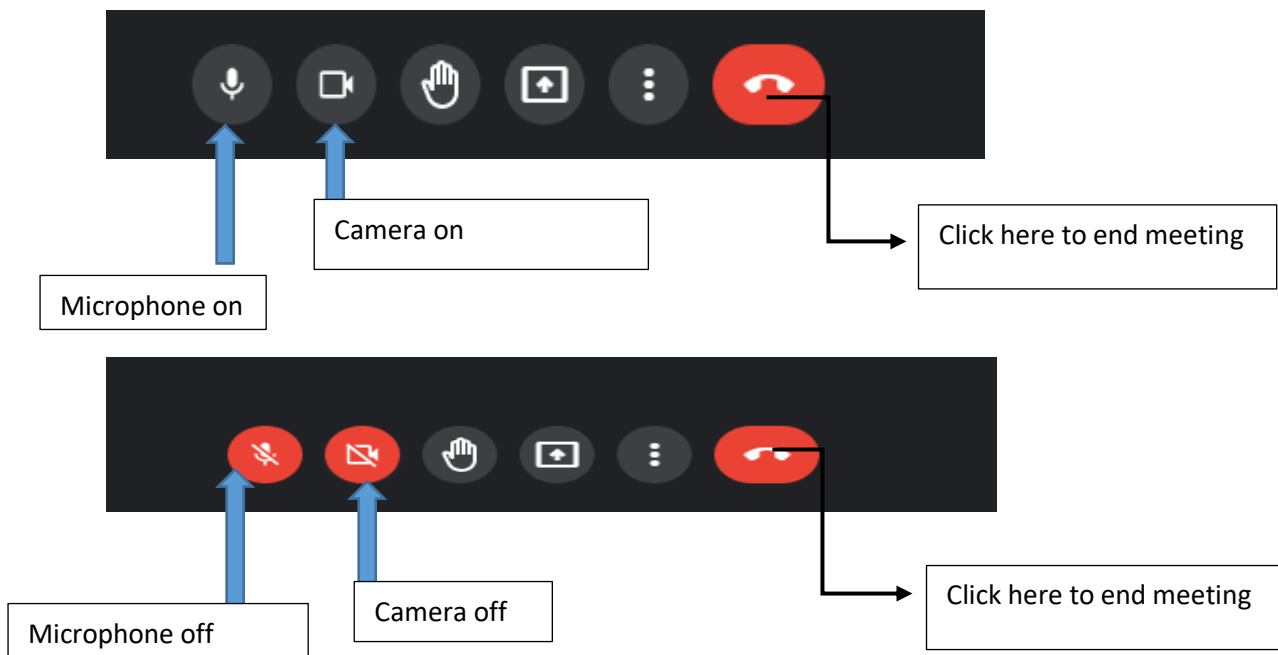 Camera on
Click here to end meeting
Microphone on
Camera off
Click here to end meeting
Microphone off